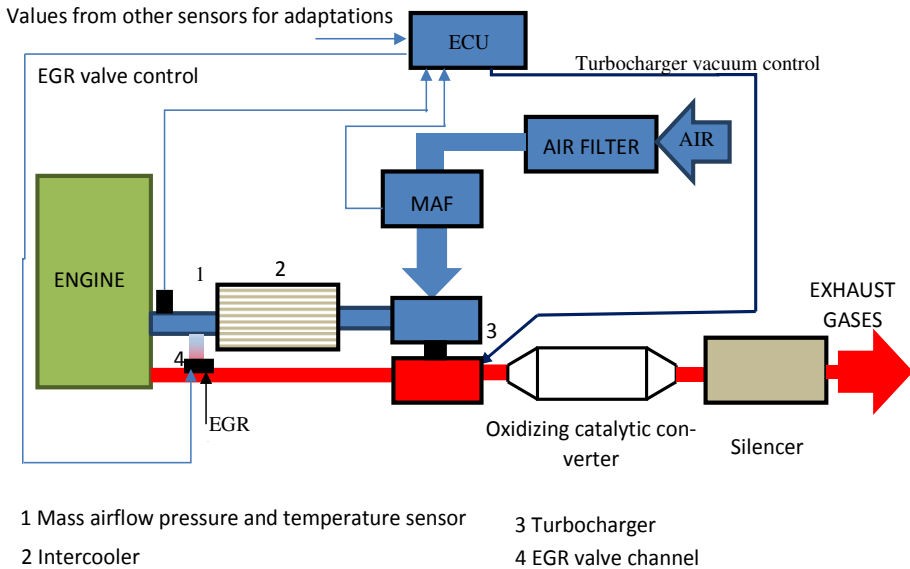 Values from other sensors for adaptations
ECU
EGR valve control
Turbocharger vacuum control
AIR FILTER
AIR
MAF
ENGINE
1
2
3
EXHAUST
GASES
4
EGR
Oxidizing catalytic con-
verter
Silencer
1 Mass airflow pressure and temperature sensor
2 Intercooler
3 Turbocharger
4 EGR valve channel